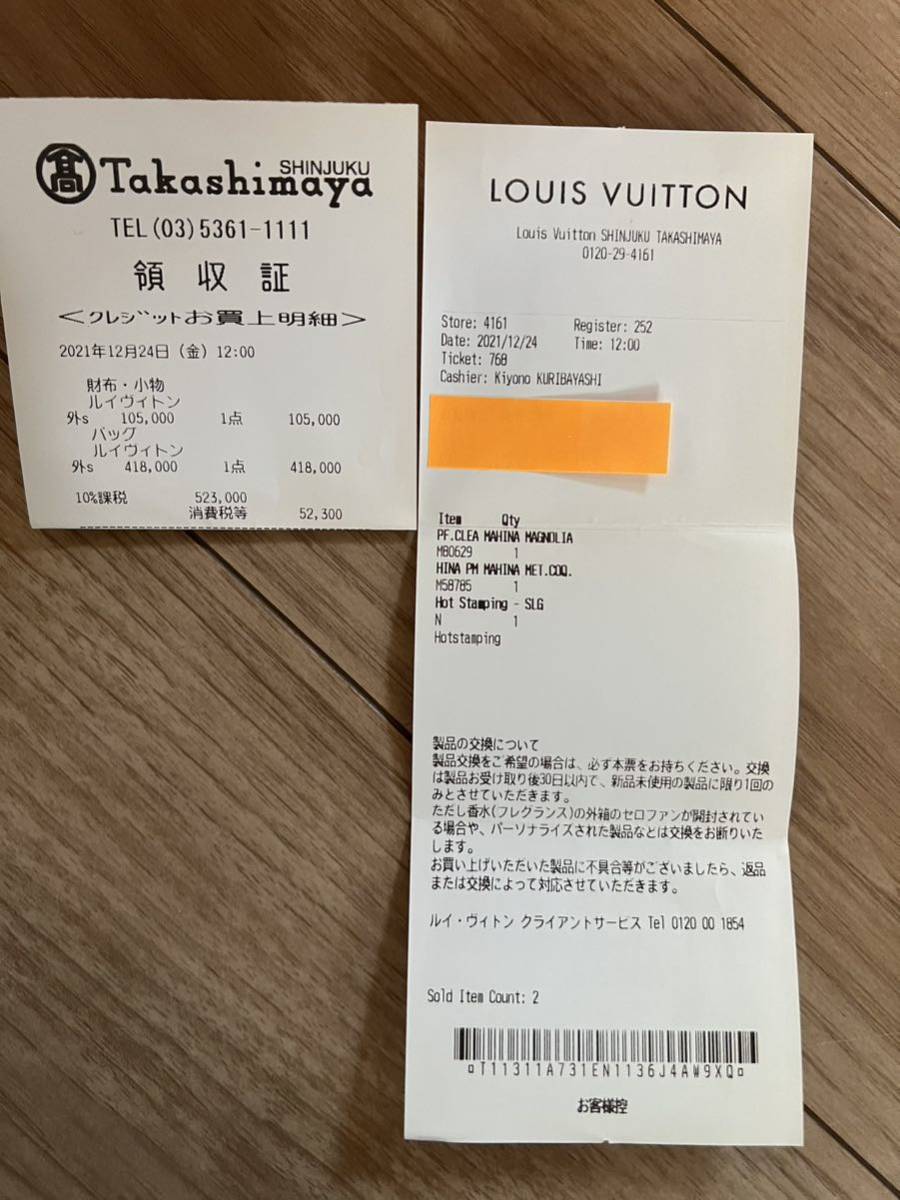 髙 Takashimaya SHINJUKU
TEL (03) 5361-1111
領収証
<クレジットお買上明細>
2021年12月24日 (金) 12:00
財布・小物
ルイヴィトン
外s 105,000 1点 105,000
バッグ
ルイヴィトン
外s 418,000 1点 418,000
10%課税 523,000
消費税等 52,300
LOUIS VUITTON
Louis Vuitton SHINJUKU TAKASHIMAYA
0120-29-4161
Store: 4161 Register: 252
Date: 2021/12/24 Time: 12:00
Ticket: 768
Cashier: Kiyono KURIBAYASHI
Item Qty
PF.CLEA MAHINA MAGNOLIA
M80629 1
HINA PM MAHINA MET.COQ.
M58785 1
Hot Stamping - SLG
N 1
Hotstamping
製品の交換について
製品交換をご希望の場合は、必ず本票をお持ちください。交換
は製品お受け取り後30日以内で、新品未使用の製品に限り1回の
みとさせていただきます。
ただし香水(フレグランス)の外箱のセロファンが開封されてい
る場合や、パーソナライズされた製品などは交換をお断りいた
します。
お買い上げいただいた製品に不具合等がございましたら、返品
または交換によって対応させていただきます。
ルイ・ヴィトン クライアントサービス Tel 0120 00 1854
Sold Item Count: 2
¤T11311A731EN1136J4AW9XQ¤
お客様控